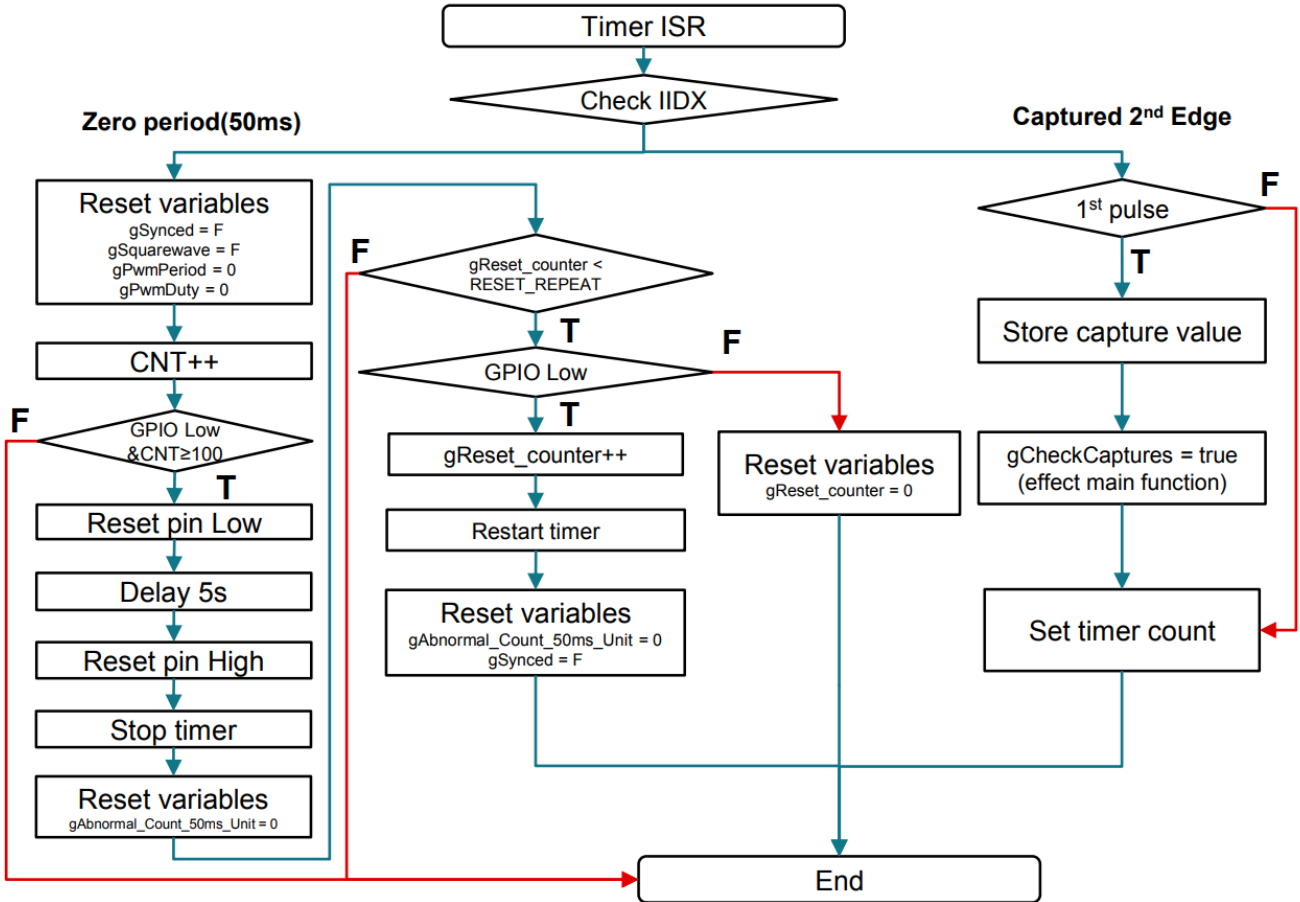 Timer ISR
Check IIDX
Zero period(50ms)
Captured 2nd Edge
Reset variables
gSynced = F
gSquarewave = F
gPwmPeriod = 0
gPwmDuty = 0
CNT++
F
GPIO Low
&CNT≥100
T
Reset pin Low
Delay 5s
Reset pin High
Stop timer
Reset variables
gAbnormal_Count_50ms_Unit = 0
F
gReset_counter <
RESET_REPEAT
T
F
GPIO Low
T
gReset_counter++
Restart timer
Reset variables
gAbnormal_Count_50ms_Unit = 0
gSynced = F
Reset variables
gReset_counter = 0
F
1st pulse
T
Store capture value
gCheckCaptures = true
(effect main function)
Set timer count
End